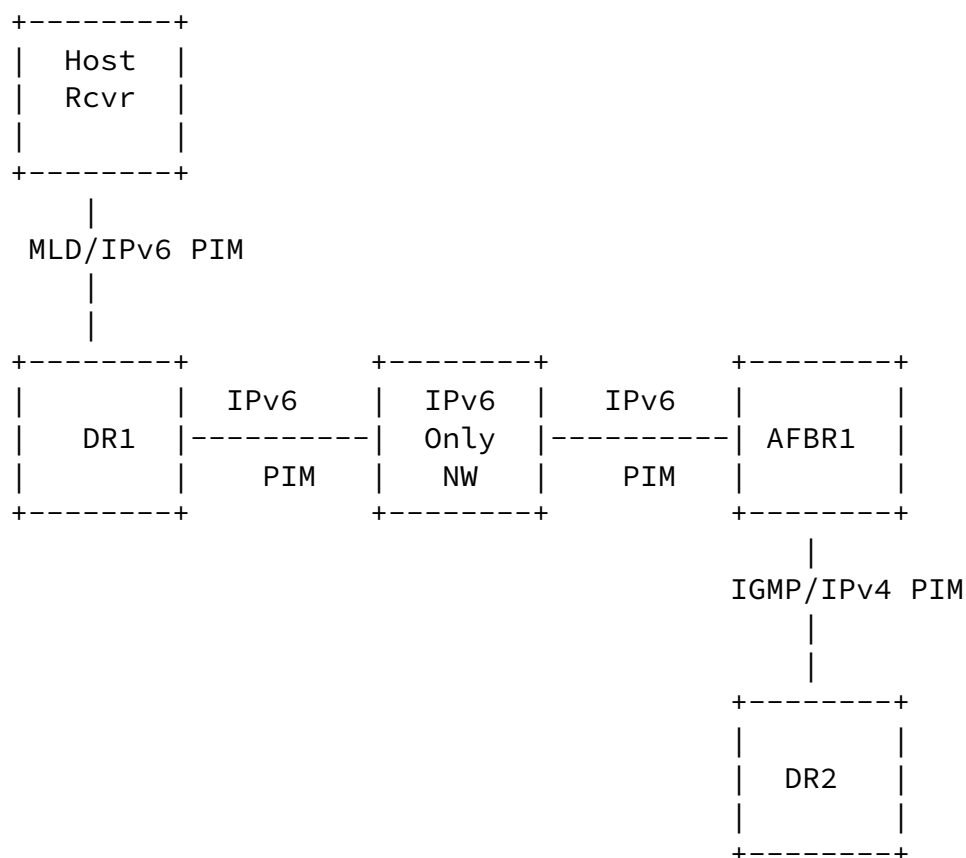 Host
Rcvr
MLD/IPv6 PIM
IPv6 IPv6 IPv6
DR1 Only AFBR1
PIM NW PIM
IGMP/IPv4 PIM
DR2